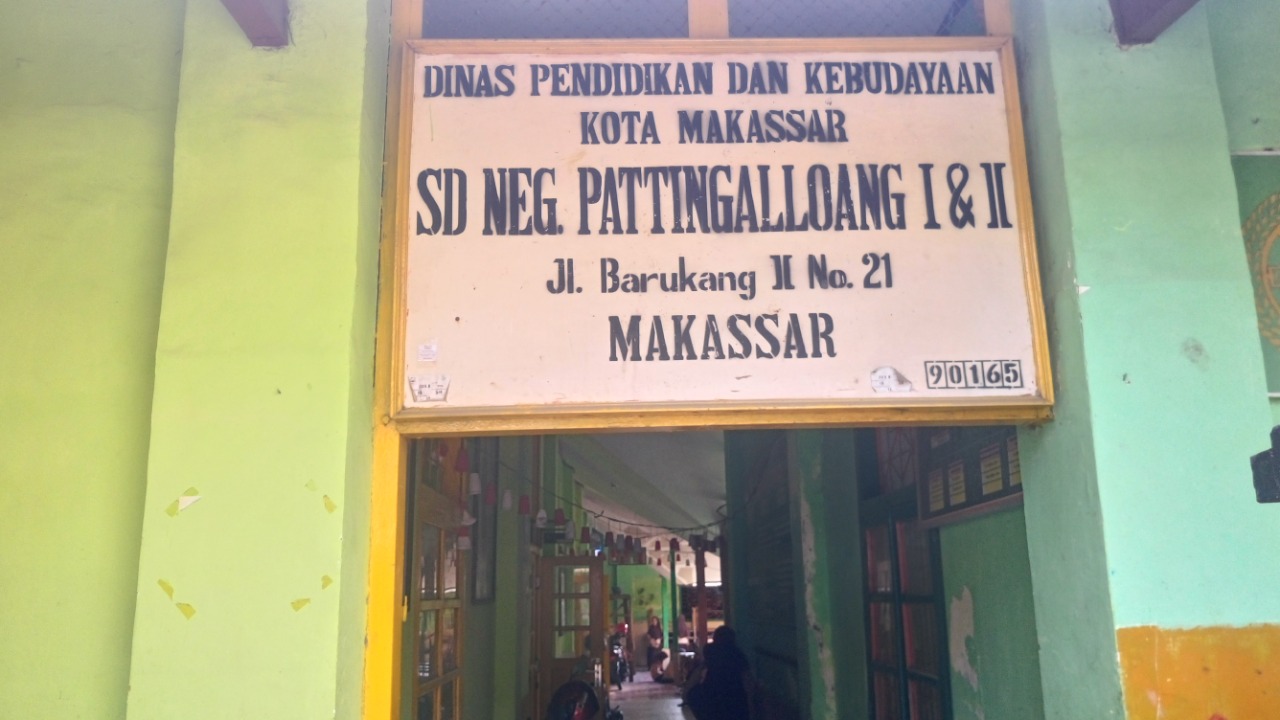 DINAS PENDIDIKAN DAN KEBUDAYAAN
KOTA MAKASSAR
SD NEG. PATTINGALLOANG I & II
Jl. Barukang II No. 21
MAKASSAR
90165